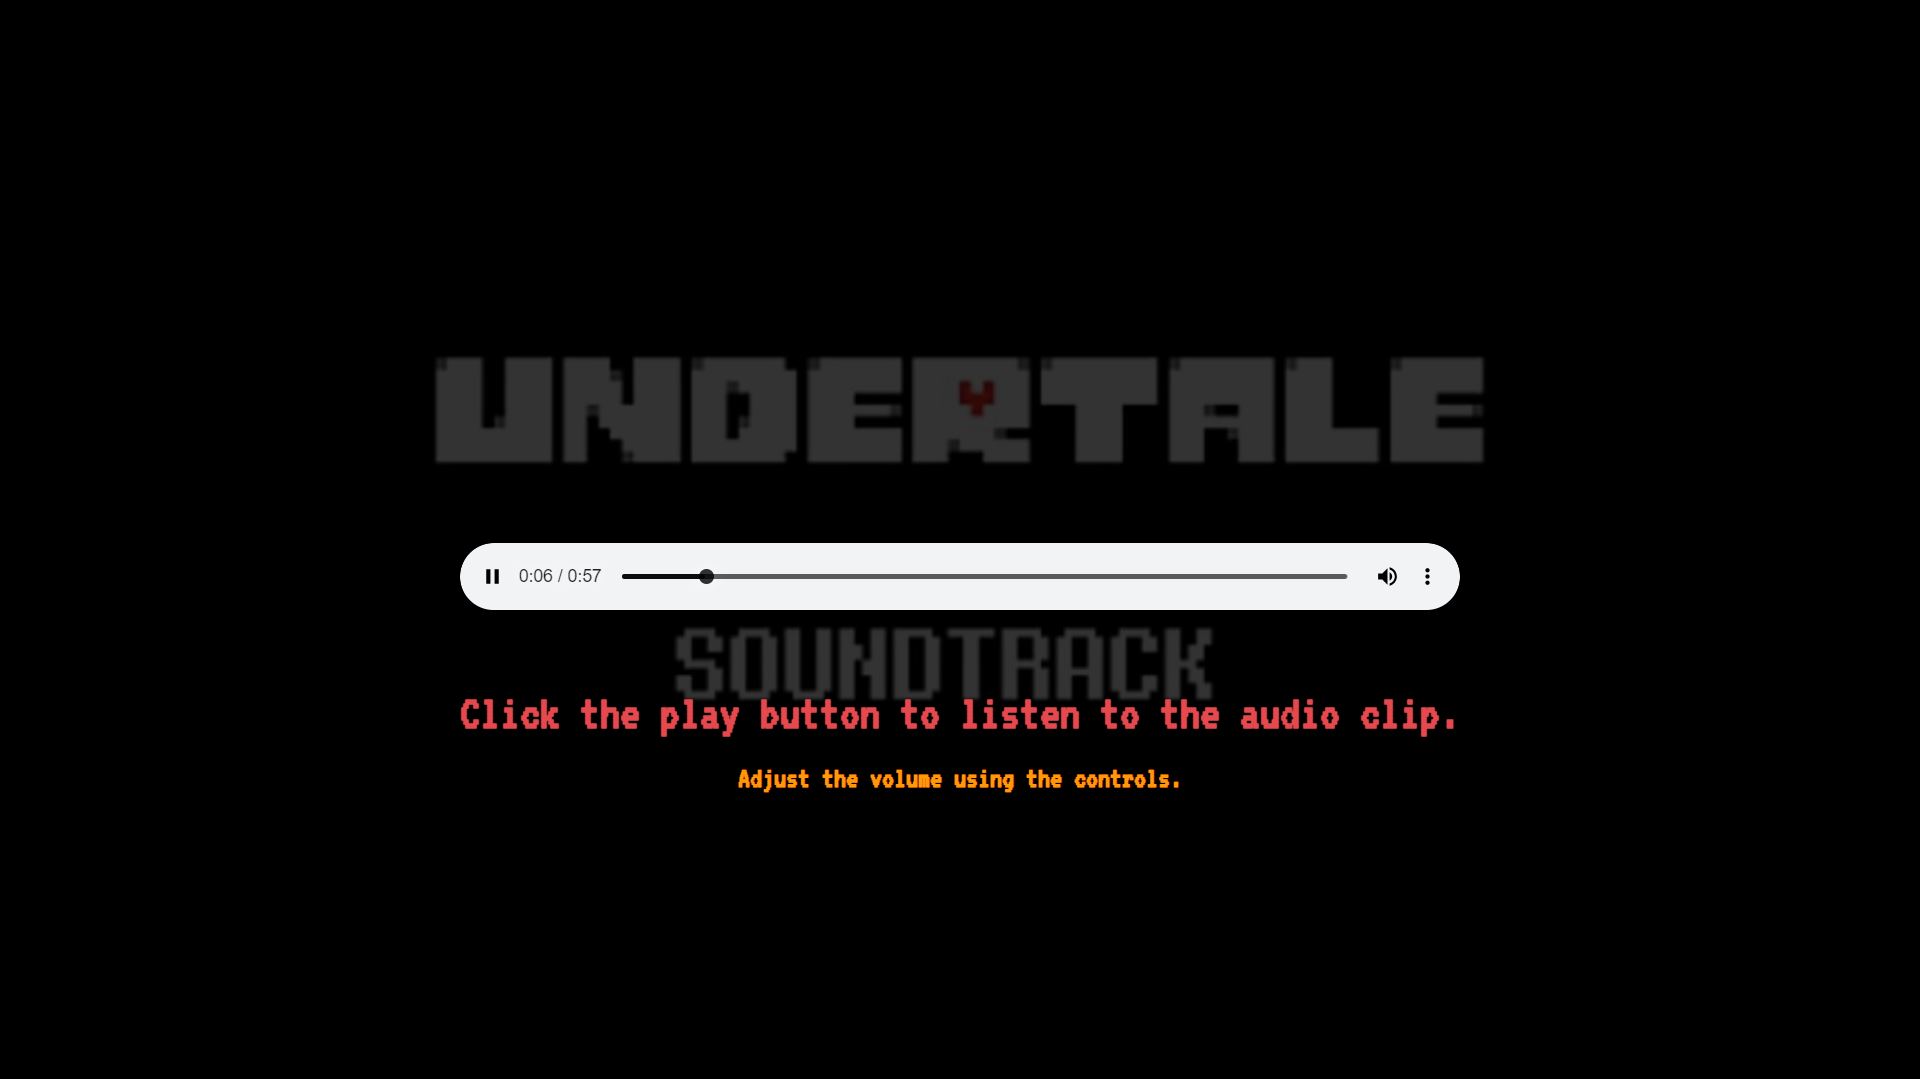 UNDERTALE
0:06 / 0:57
SOUNDTRACK
Click the play button to listen to the audio clip.
Adjust the volume using the controls.